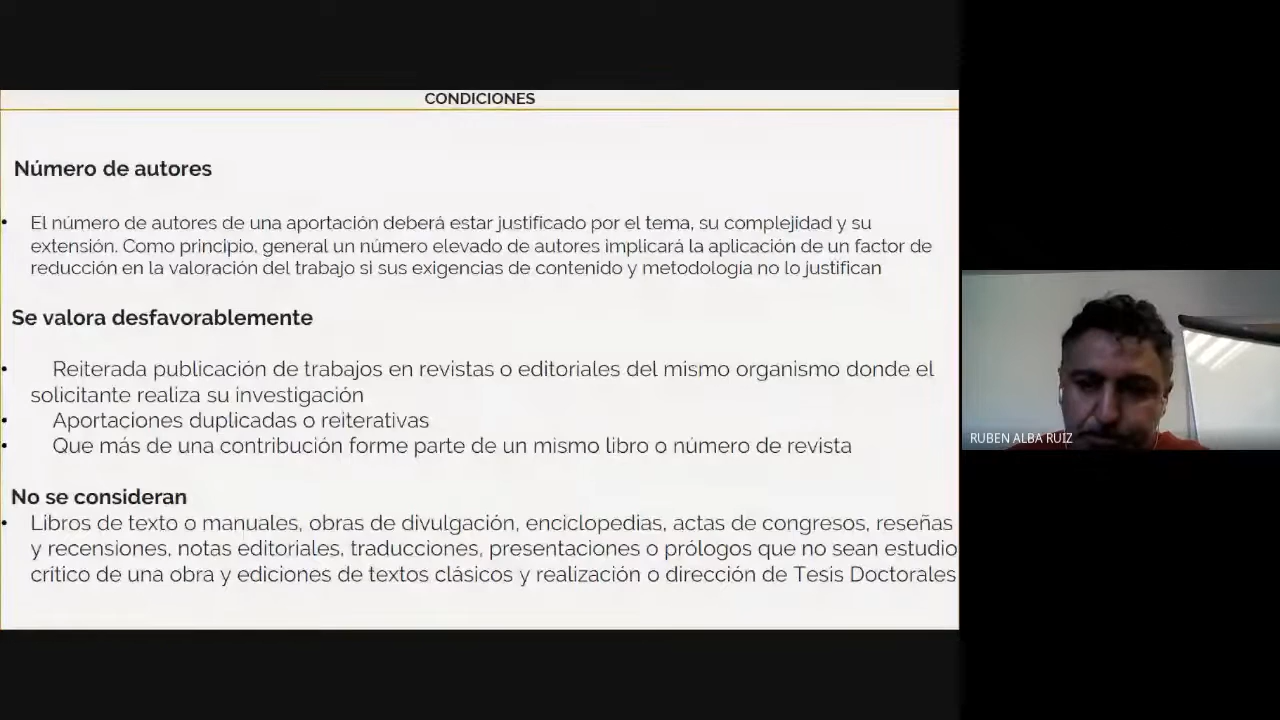 CONDICIONES
Número de autores
• El número de autores de una aportación deberá estar justificado por el tema, su complejidad y su
extensión. Como principio, general un número elevado de autores implicará la aplicación de un factor de
reducción en la valoración del trabajo si sus exigencias de contenido y metodología no lo justifican
Se valora desfavorablemente
• Reiterada publicación de trabajos en revistas o editoriales del mismo organismo donde el
solicitante realiza su investigación
• Aportaciones duplicadas o reiterativas
• Que más de una contribución forme parte de un mismo libro o número de revista
No se consideran
• Libros de texto o manuales, obras de divulgación, enciclopedias, actas de congresos, reseñas
y recensiones, notas editoriales, traducciones, presentaciones o prólogos que no sean estudio
crítico de una obra y ediciones de textos clásicos y realización o dirección de Tesis Doctorales
RUBEN ALBA RUIZ